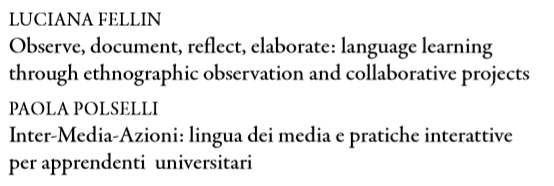 LUCIANA FELLIN
Observe, document, reflect, elaborate: language learning
through ethnographic observation and collaborative projects
PAOLA POLSELLI
Inter-Media-Azioni: lingua dei media e pratiche interattive
per apprendenti universitari